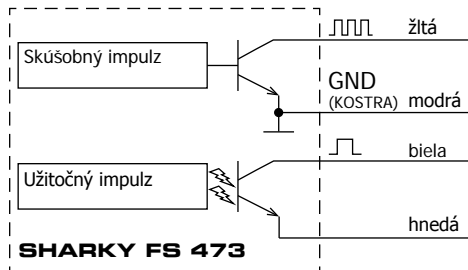 žltá
Skúšobný impulz
GND
(KOSTRA) modrá
biela
Užitočný impulz
hnedá
SHARKY FS 473